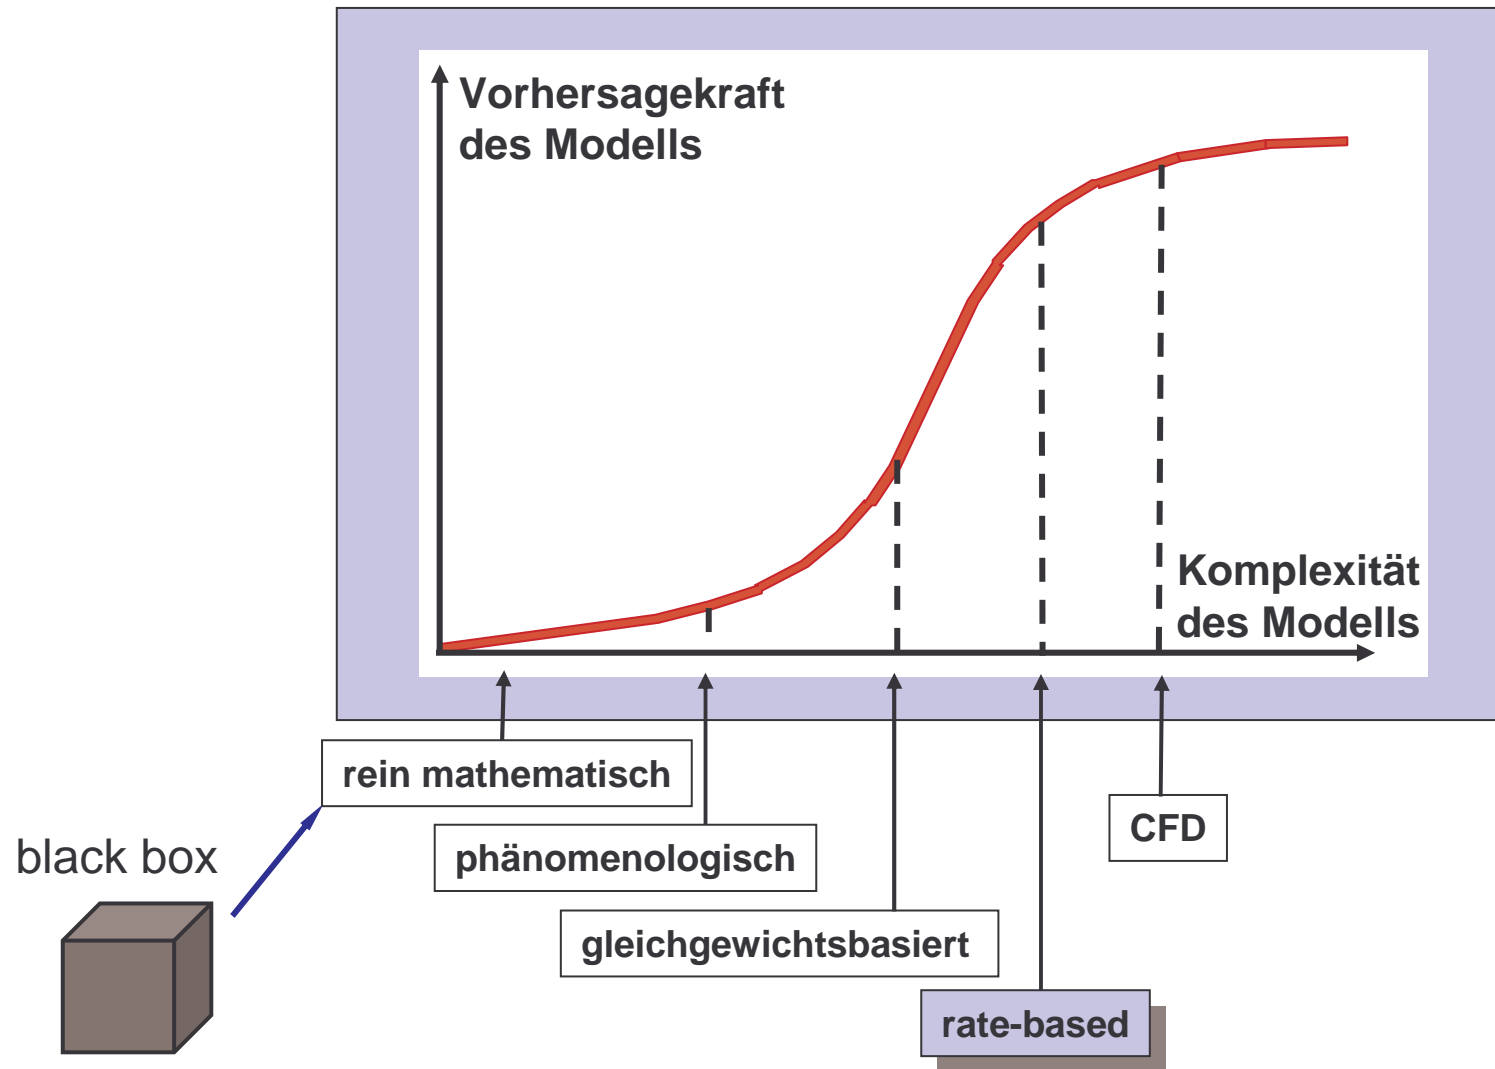 Vorhersagekraft
des Modells
Komplexität
des Modells
rein mathematisch
CFD
black box
phänomenologisch
gleichgewichtsbasiert
rate-based